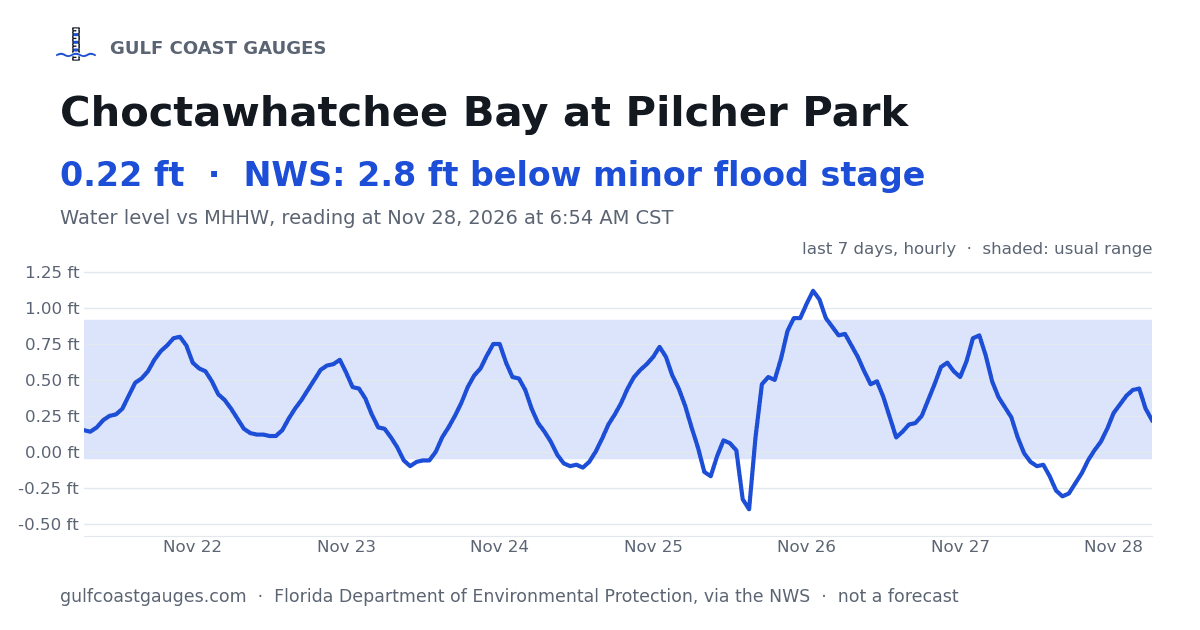 GULF COAST GAUGES
Choctawhatchee Bay at Pilcher Park
0.22 ft · NWS: 2.8 ft below minor flood stage
Water level vs MHHW, reading at Nov 28, 2026 at 6:54 AM CST
last 7 days, hourly · shaded: usual range
1.25 ft
1.00 ft
0.75 ft
0.50 ft
0.25 ft
0.00 ft
-0.25 ft
-0.50 ft
Nov 22 Nov 23 Nov 24 Nov 25 Nov 26 Nov 27 Nov 28
gulfcoastgauges.com · Florida Department of Environmental Protection, via the NWS · not a forecast